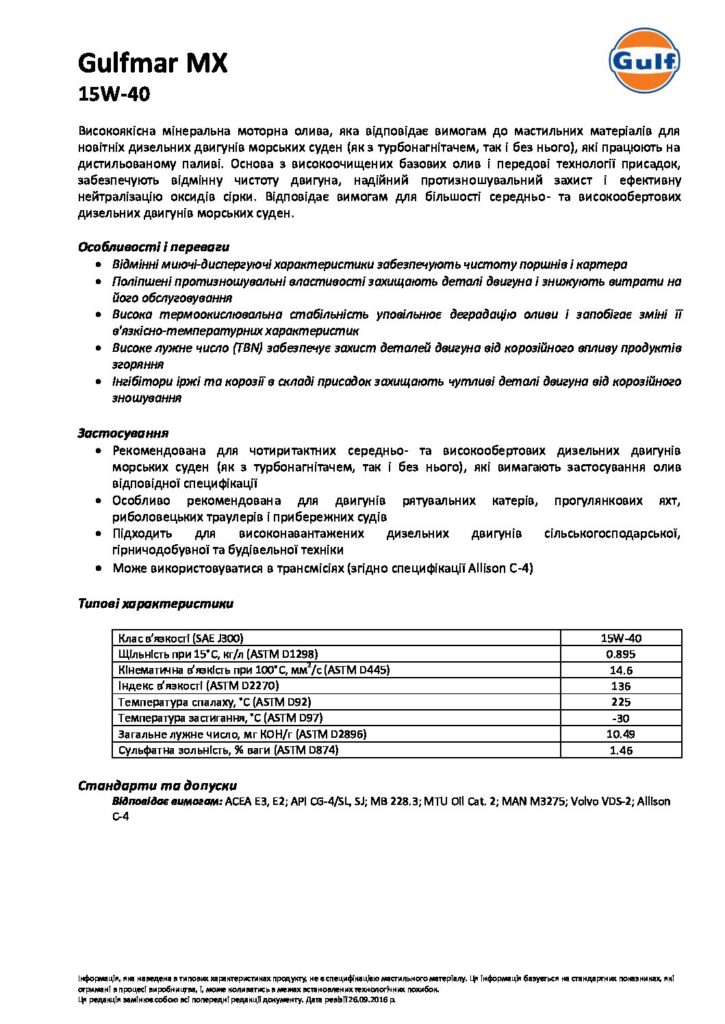 Gulfmar MX
Gulf
15W-40
Високоякісна мінеральна моторна олива, яка відповідає вимогам до мастильних матеріалів для
новітніх дизельних двигунів морських суден (як з турбонагнітачем, так і без нього), які працюють на
дистильованому паливі. Основа з високоочищених базових олив і передові технології присадок,
забезпечують відмінну чистоту двигуна, надійний протизношувальний захист і ефективну
нейтралізацію оксидів сірки. Відповідає вимогам для більшості середньо- та високообертових
дизельних двигунів морських суден.
Особливості і переваги
• Відмінні миючі-диспергуючі характеристики забезпечують чистоту поршнів і картера
• Поліпшені протизношувальні властивості захищають деталі двигуна і знижують витрати на
його обслуговування
• Висока термоокислювальна стабільність уповільнює деградацію оливи і запобігає зміні її
в'язкісно-температурних характеристик
• Високе лужне число (TBN) забезпечує захист деталей двигуна від корозійного впливу продуктів
згоряння
• Інгібітори іржі та корозії в складі присадок захищають чутливі деталі двигуна від корозійного
зношування
Застосування
• Рекомендована для чотиритактних середньо- та високообертових дизельних двигунів
морських суден (як з турбонагнітачем, так і без нього), які вимагають застосування олив
відповідної специфікації
• Особливо рекомендована для двигунів рятувальних катерів, прогулянкових яхт,
риболовецьких траулерів і прибережних судів
• Підходить для високонавантажених дизельних двигунів сільськогосподарської,
гірничодобувної та будівельної техніки
• Може використовуватися в трансмісіях (згідно специфікації Allison C-4)
Типові характеристики
Клас в'язкості (SAE J300) 15W-40
Щільність при 15°C, кг/л (ASTM D1298) 0.895
Кінематична в'язкість при 100°C, мм²/с (ASTM D445) 14.6
Індекс в'язкості (ASTM D2270) 136
Температура спалаху, °C (ASTM D92) 225
Температура застигання, °C (ASTM D97) -30
Загальне лужне число, мг КОН/г (ASTM D2896) 10.49
Сульфатна зольність, % ваги (ASTM D874) 1.46
Стандарти та допуски
Відповідає вимогам: ACEA E3, E2; API CG-4/SL, SJ; MB 228.3; MTU Oil Cat. 2; MAN M3275; Volvo VDS-2; Allison
C-4
Інформація, яка наведена в типових характеристиках продукту, не є специфікацією мастильного матеріалу. Ця інформація базується на стандартних показниках, які
отримані в процесі виробництва, і, може коливатись в межах встановлених технологічних похибок.
Ця редакція замінює собою всі попередні редакції документу. Дата ревізії 26.09.2016 р.